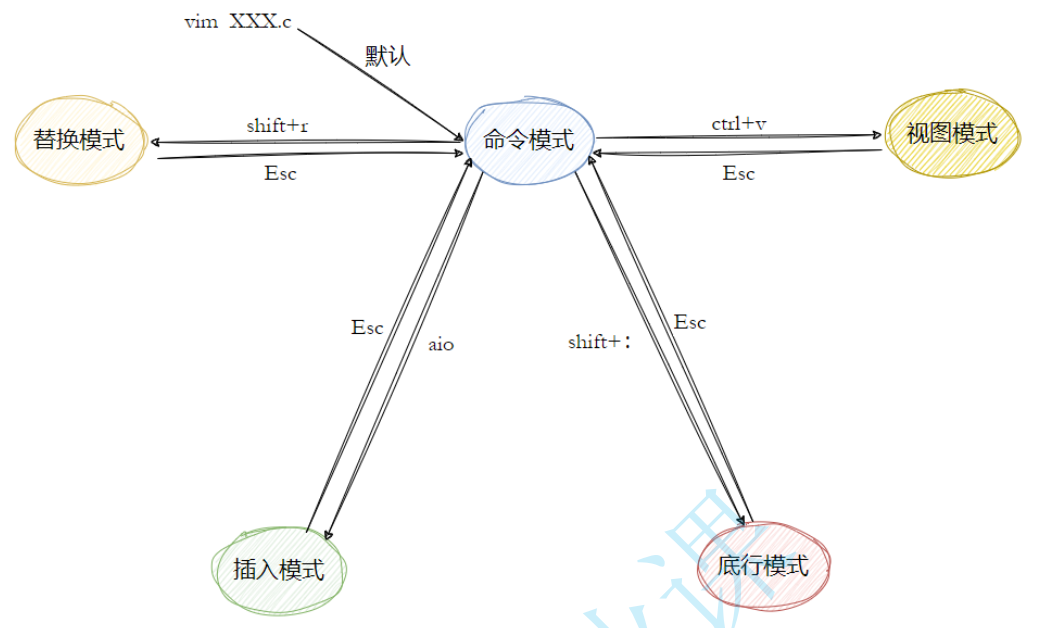 vim XXX.c
默认
替换模式
shift+r
Esc
命令模式
ctrl+v
Esc
视图模式
Esc
aio
shift+：
Esc
插入模式
底行模式
课